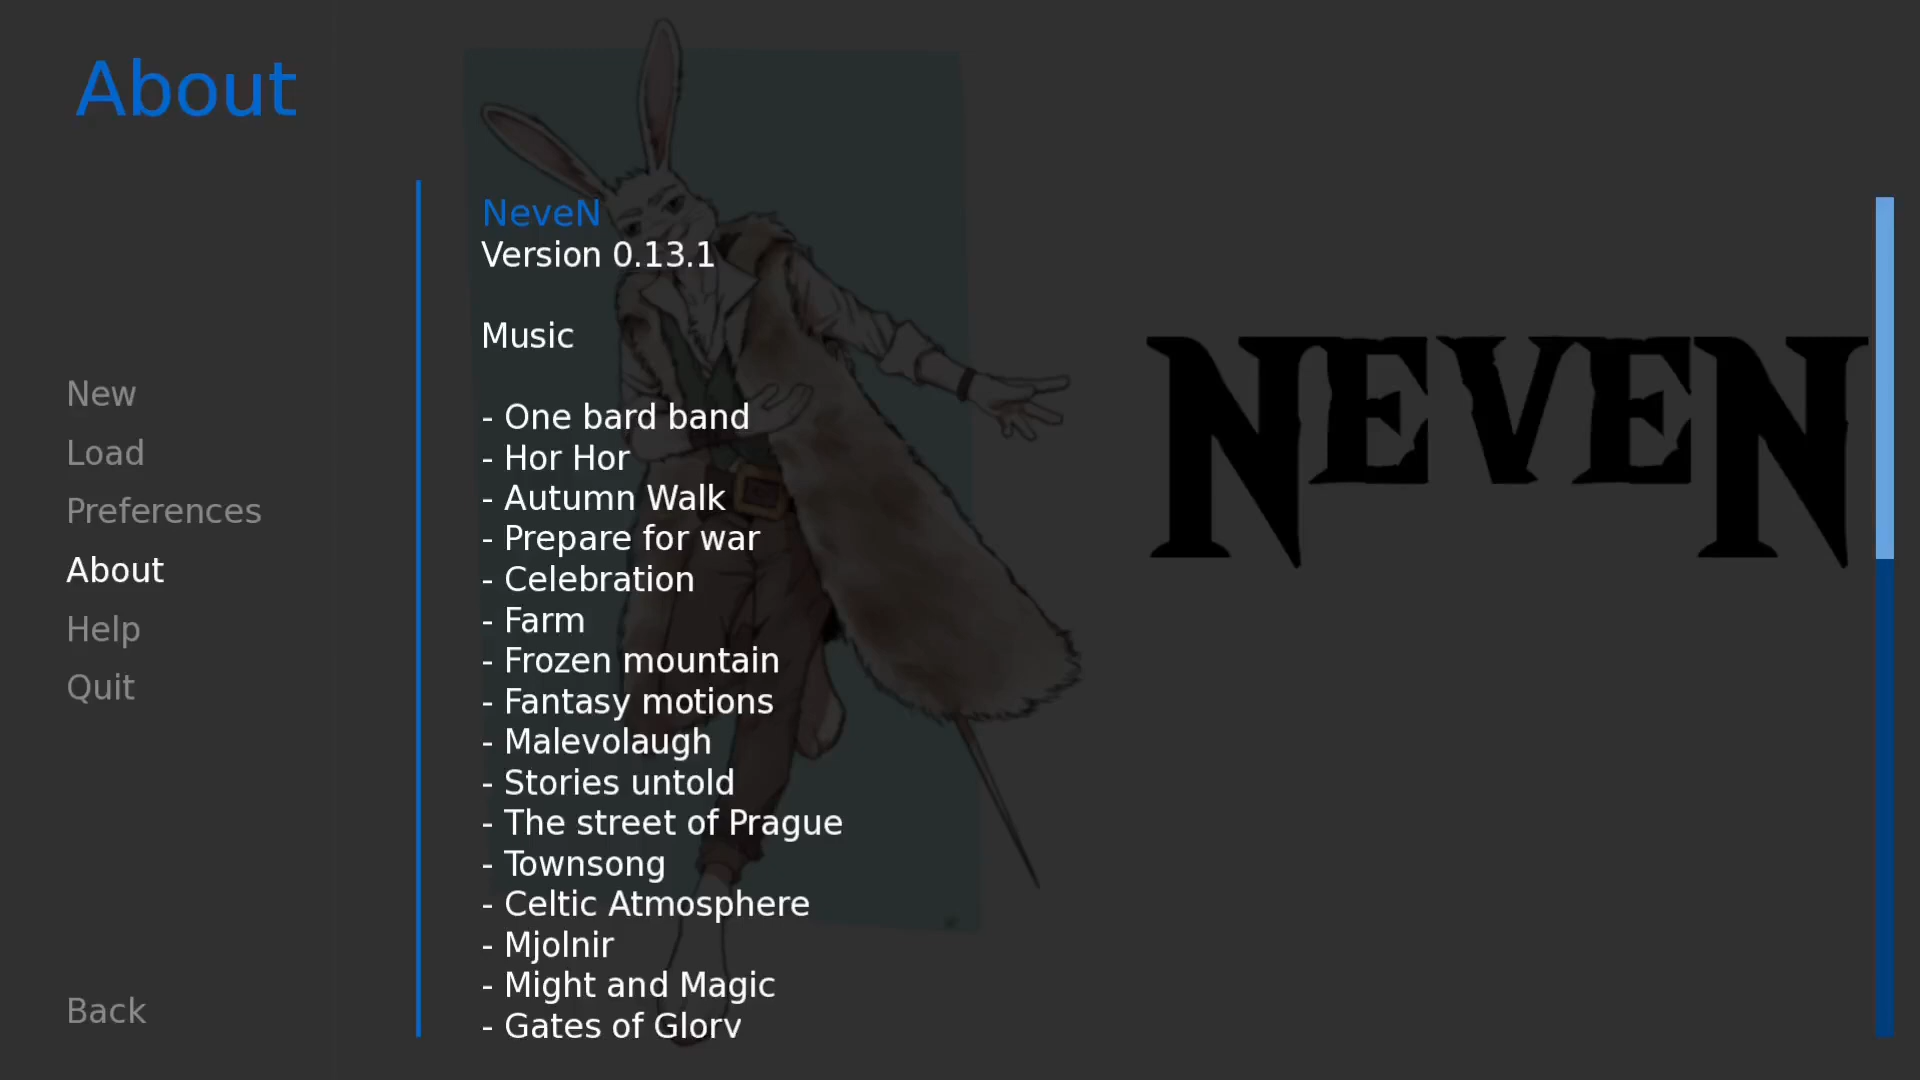 About
New
Load
Preferences
About
Help
Quit
Back
NeveN
Version 0.13.1
Music
- One bard band
- Hor Hor
- Autumn Walk
- Prepare for war
- Celebration
- Farm
- Frozen mountain
- Fantasy motions
- Malevolaugh
- Stories untold
- The street of Prague
- Townsong
- Celtic Atmosphere
- Mjolnir
- Might and Magic
- Gates of Glory
NEVEN